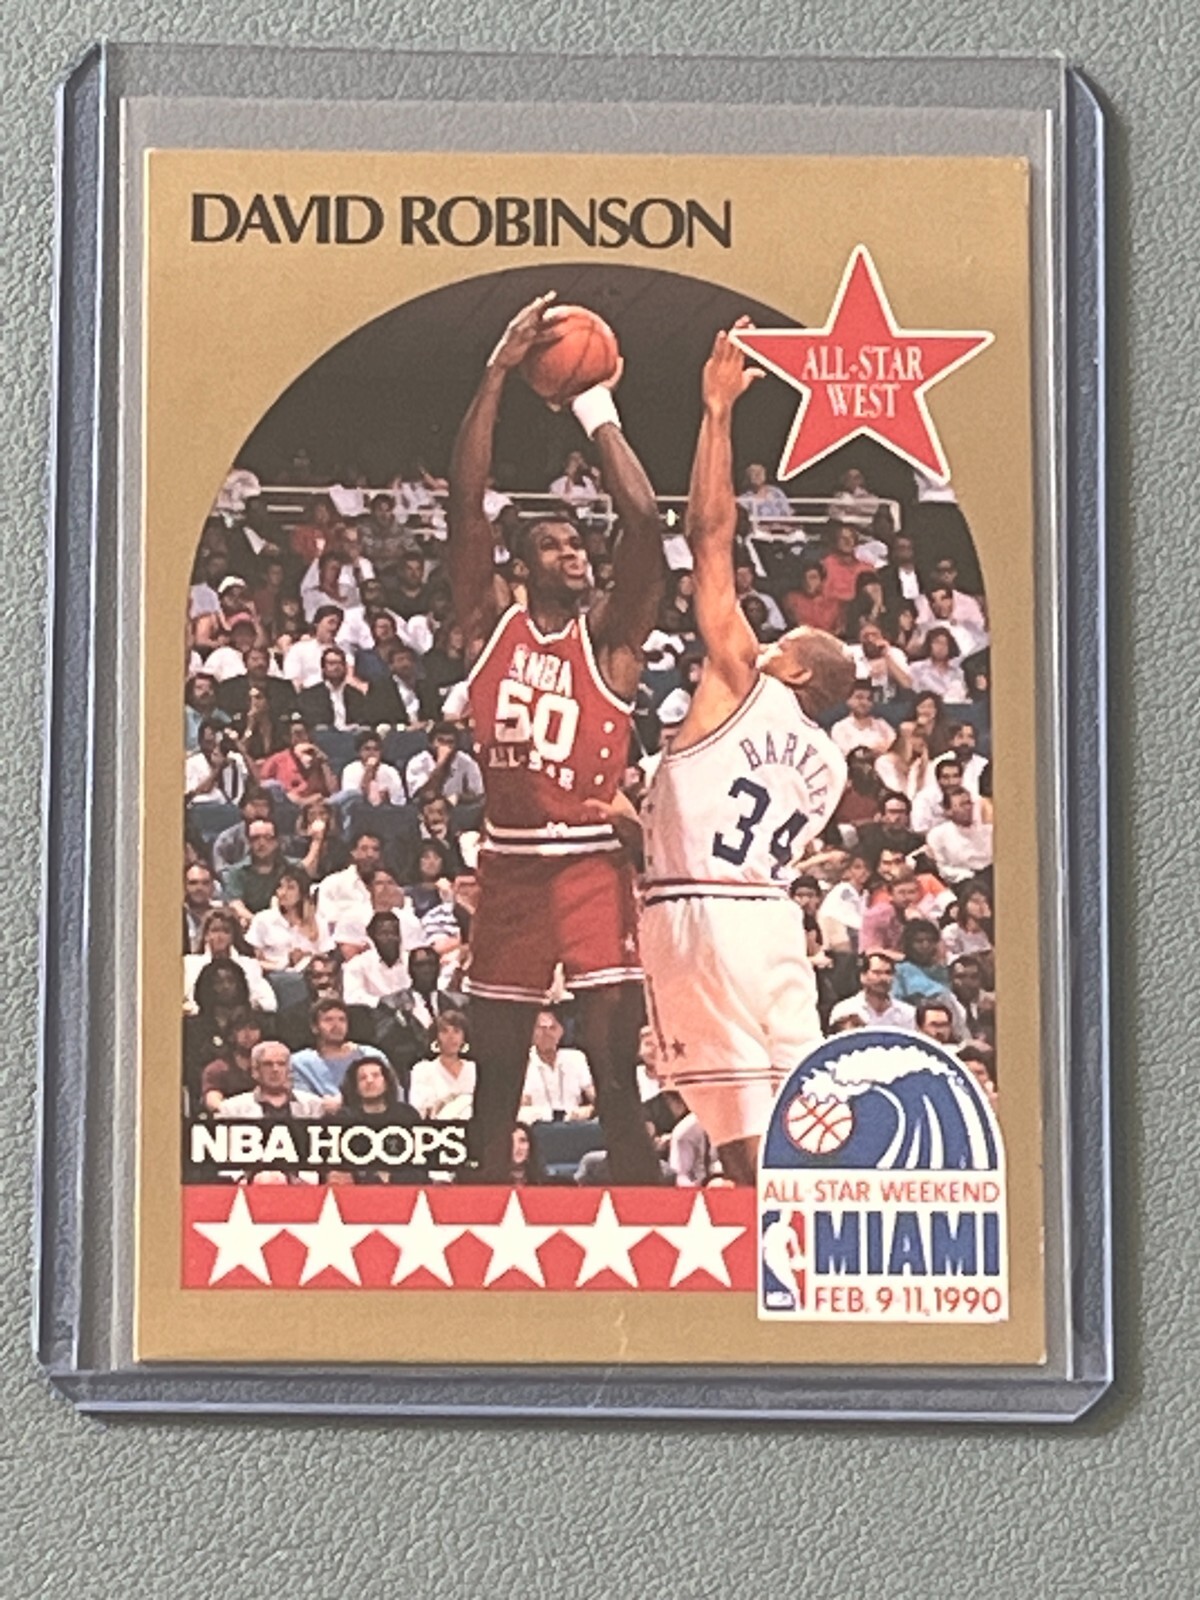 DAVID ROBINSON
ALL-STAR
WEST
NBA
50
ALL-STAR
BARKLEY
34
NBA HOOPS
ALL-STAR WEEKEND
MIAMI
FEB. 9-11, 1990